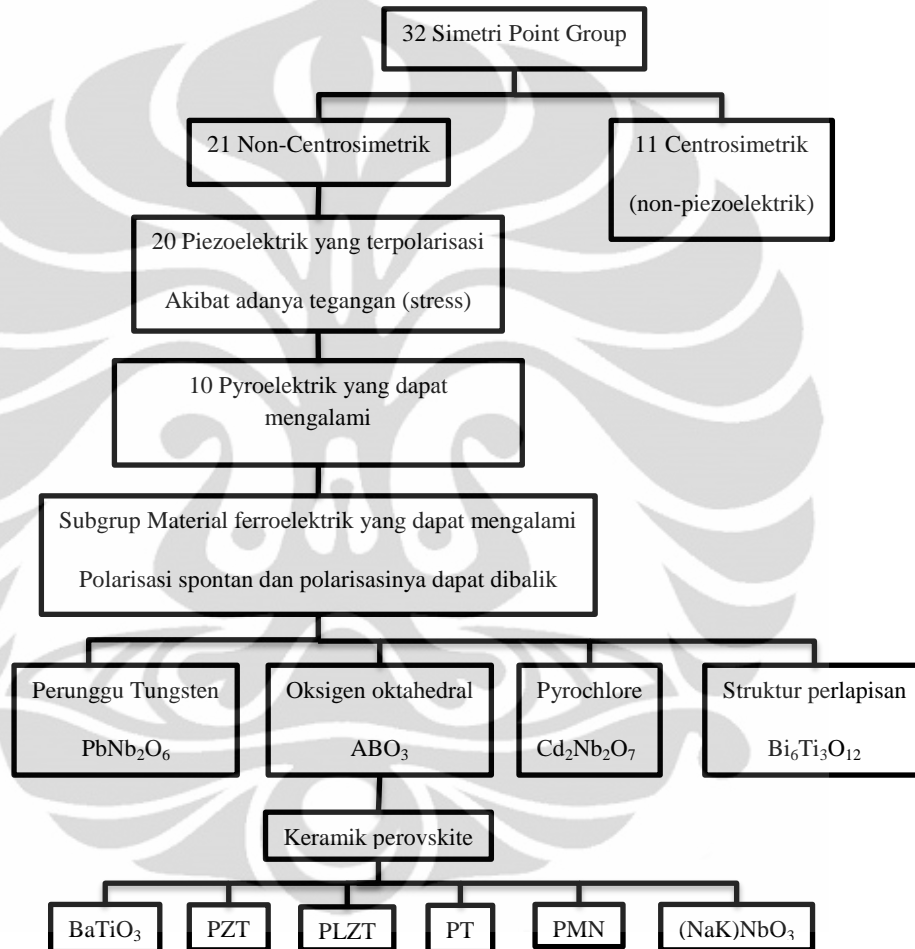 32 Simetri Point Group
21 Non-Centrosimetrik
11 Centrosimetrik
(non-piezoelektrik)
20 Piezoelektrik yang terpolarisasi
Akibat adanya tegangan (stress)
10 Pyroelektrik yang dapat
mengalami
Subgrup Material ferroelektrik yang dapat mengalami
Polarisasi spontan dan polarisasinya dapat dibalik
Perunggu Tungsten
PbNb₂O₆
Oksigen oktahedral
ABO₃
Pyrochlore
Cd₂Nb₂O₇
Struktur perlapisan
Bi₆Ti₃O₁₂
Keramik perovskite
BaTiO₃
PZT
PLZT
PT
PMN
(NaK)NbO₃